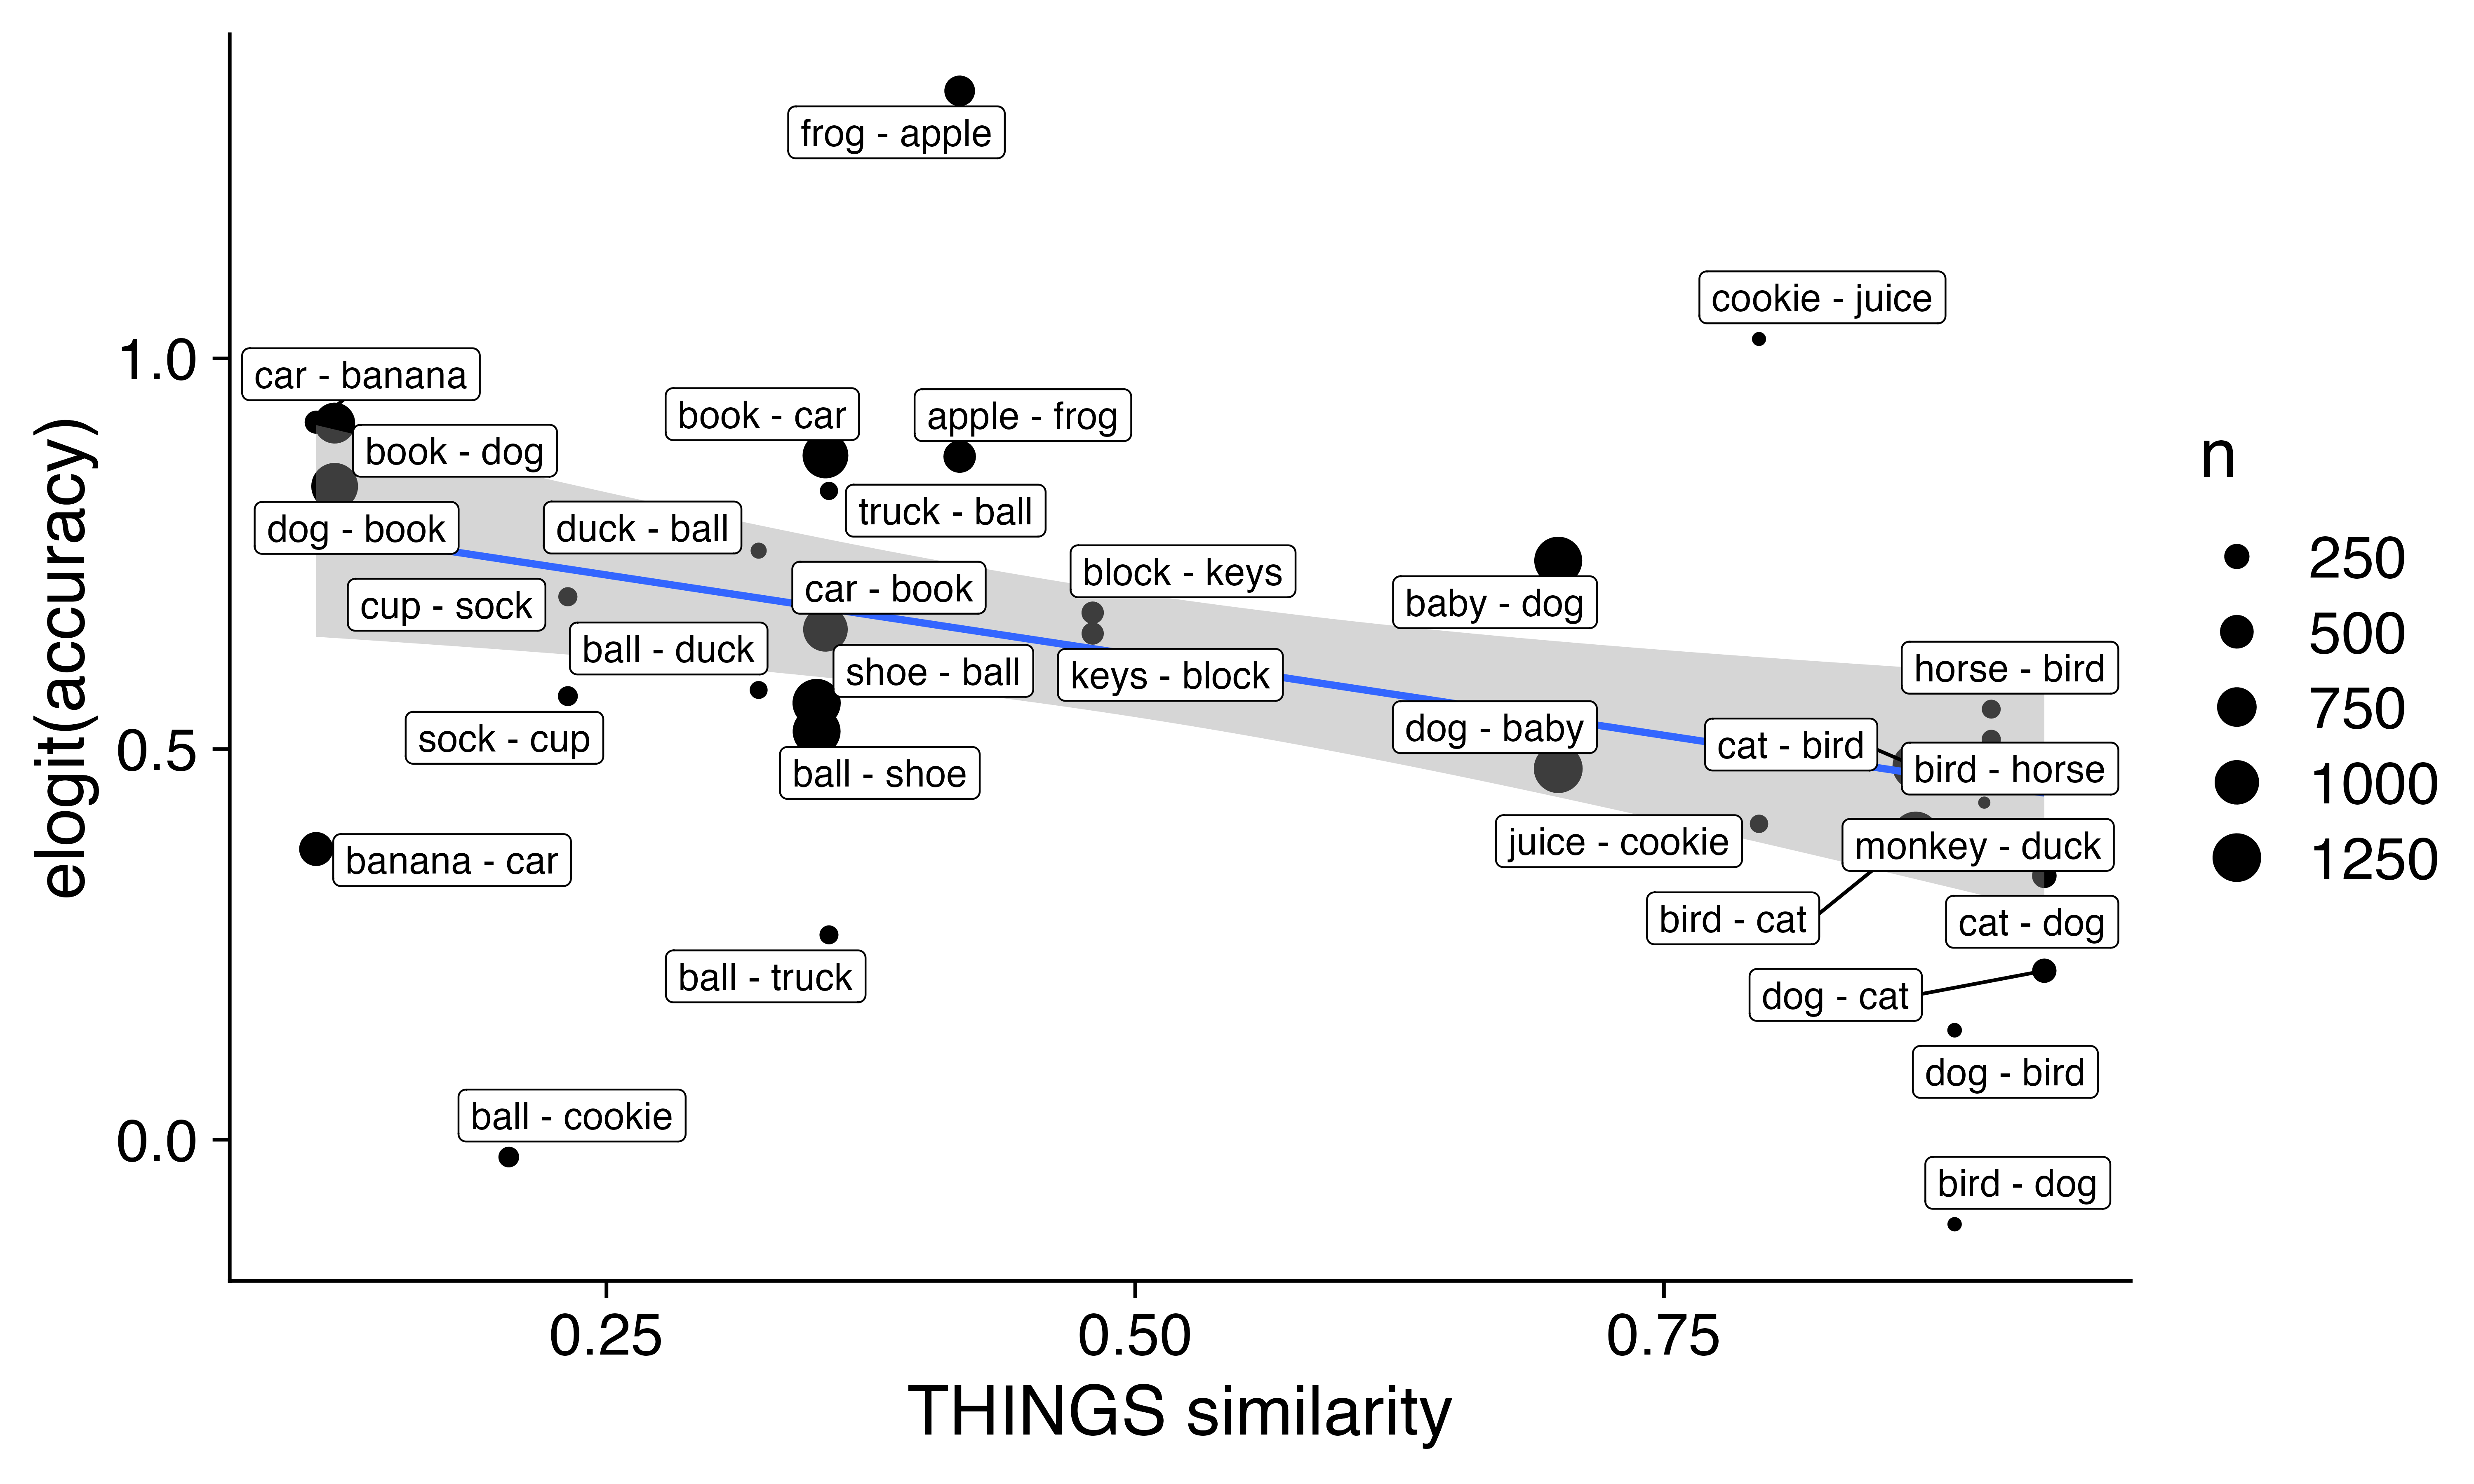 frog - apple
cookie - juice
car - banana
book - car
apple - frog
book - dog
truck - ball
dog - book
duck - ball
block - keys
car - book
cup - sock
baby - dog
ball - duck
shoe - ball
keys - block
horse - bird
sock - cup
dog - baby
cat - bird
bird - horse
ball - shoe
banana - car
juice - cookie
monkey - duck
bird - cat
cat - dog
ball - truck
dog - cat
dog - bird
ball - cookie
bird - dog
1.0
0.5
0.0
elogit(accuracy)
0.25 0.50 0.75
THINGS similarity
n
250
500
750
1000
1250